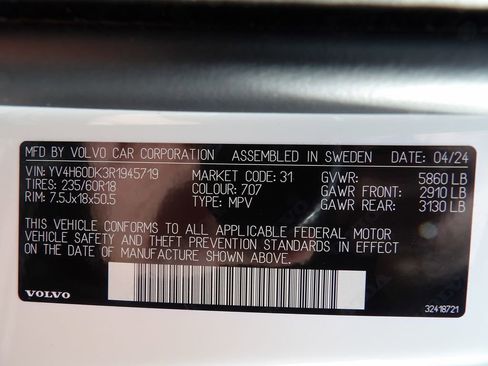 MFD BY VOLVO CAR CORPORATION ASSEMBLED IN SWEDEN DATE: 04/24
VIN: YV4H60DK3R1945719 MARKET CODE: 31 GVWR: 5860 LB
TIRES: 235/60R18 COLOUR: 707 GAWR FRONT: 2910 LB
RIM: 7.5Jx18x50.5 TYPE: MPV GAWR REAR: 3130 LB
THIS VEHICLE CONFORMS TO ALL APPLICABLE FEDERAL MOTOR
VEHICLE SAFETY AND THEFT PREVENTION STANDARDS IN EFFECT
ON THE DATE OF MANUFACTURE SHOWN ABOVE.
VOLVO 32418721